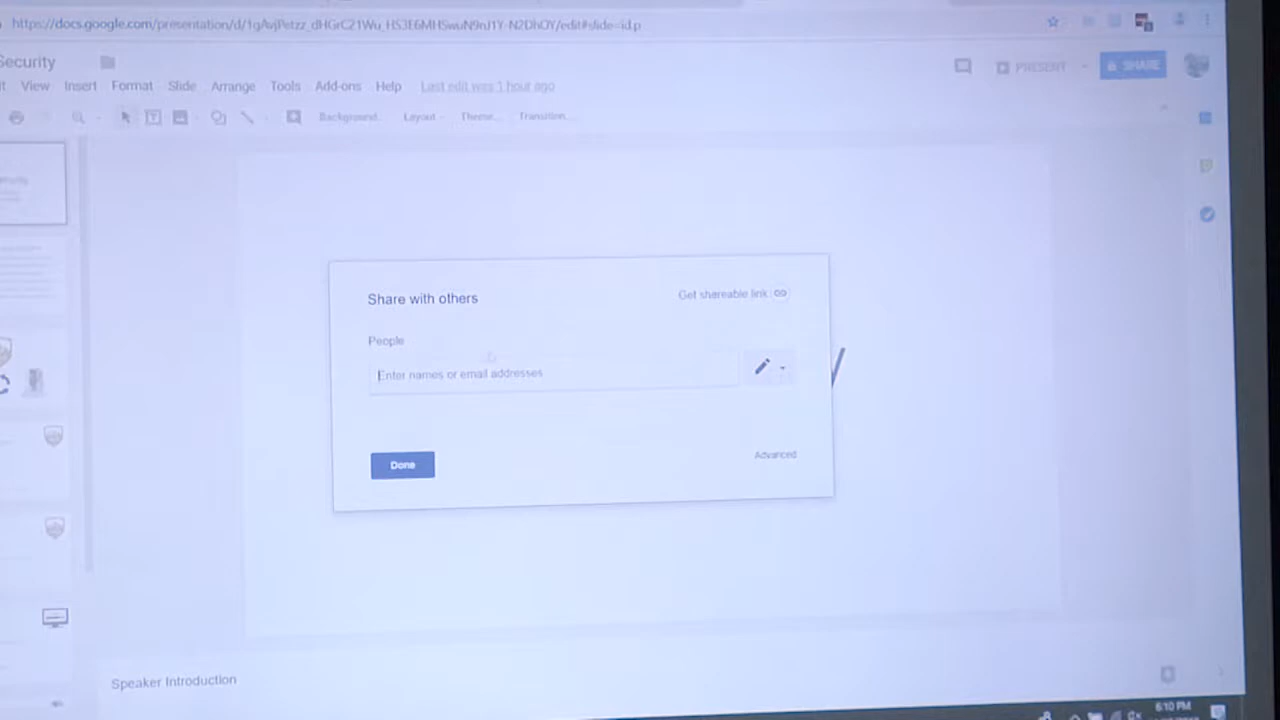 Security
View Insert Format Slide Arrange Tools Add-ons Help Last edit was 1 hour ago
PRESENT
SHARE
Background... Layout Theme... Transition...
Share with others
Get shareable link
People
Enter names or email addresses
Done
Advanced
Speaker Introduction
6:10 PM